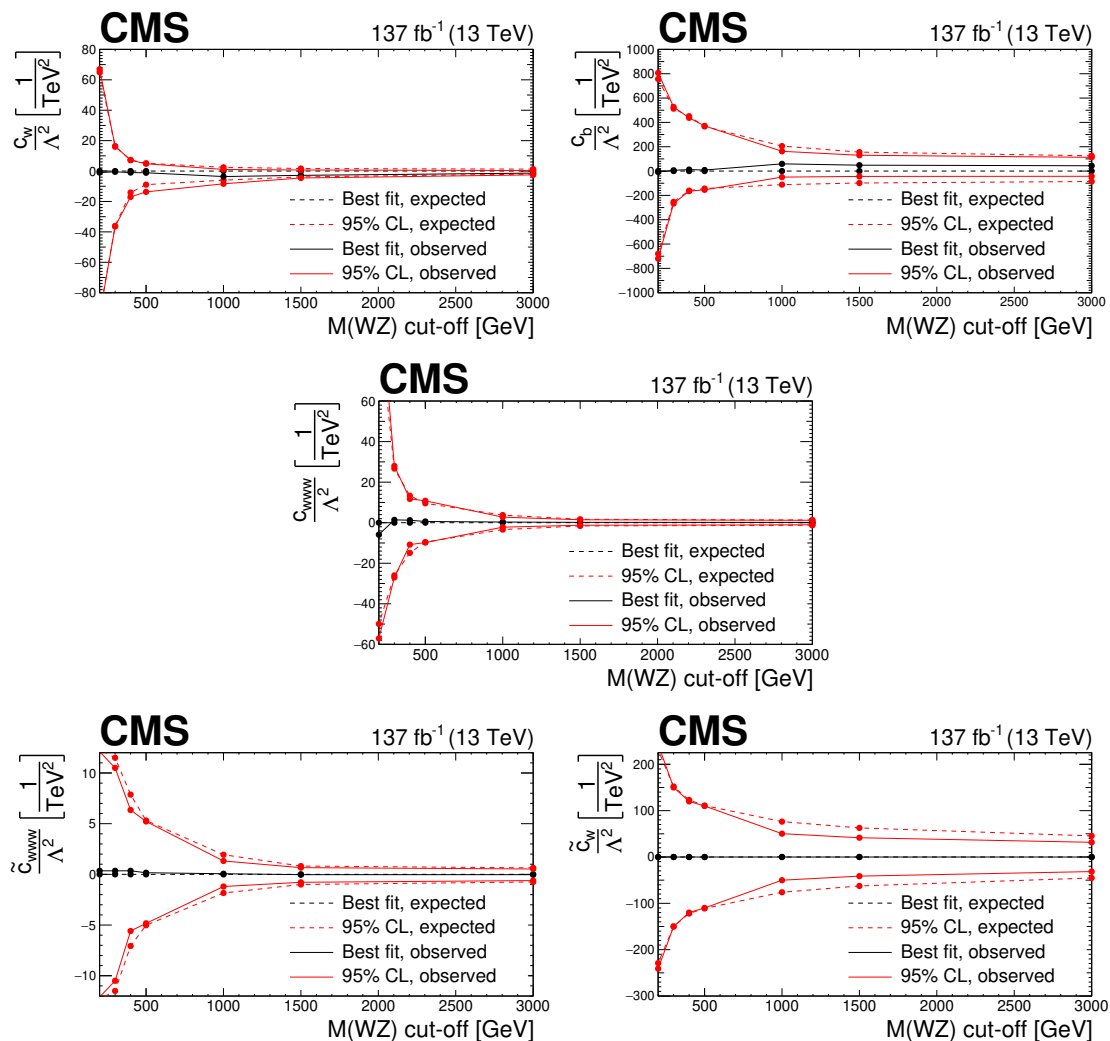 CMS
137 fb⁻¹ (13 TeV)
c_w/Λ² [1/TeV²]
80
60
40
20
0
−20
−40
−60
−80
Best fit, expected
95% CL, expected
Best fit, observed
95% CL, observed
500 1000 1500 2000 2500 3000
M(WZ) cut-off [GeV]
CMS
137 fb⁻¹ (13 TeV)
c_b/Λ² [1/TeV²]
1000
800
600
400
200
0
−200
−400
−600
−800
−1000
Best fit, expected
95% CL, expected
Best fit, observed
95% CL, observed
500 1000 1500 2000 2500 3000
M(WZ) cut-off [GeV]
CMS
137 fb⁻¹ (13 TeV)
c_www/Λ² [1/TeV²]
60
40
20
0
−20
−40
−60
Best fit, expected
95% CL, expected
Best fit, observed
95% CL, observed
500 1000 1500 2000 2500 3000
M(WZ) cut-off [GeV]
CMS
137 fb⁻¹ (13 TeV)
c̃_www/Λ² [1/TeV²]
10
5
0
−5
−10
Best fit, expected
95% CL, expected
Best fit, observed
95% CL, observed
500 1000 1500 2000 2500 3000
M(WZ) cut-off [GeV]
CMS
137 fb⁻¹ (13 TeV)
c̃_w/Λ² [1/TeV²]
200
100
0
−100
−200
−300
Best fit, expected
95% CL, expected
Best fit, observed
95% CL, observed
500 1000 1500 2000 2500 3000
M(WZ) cut-off [GeV]